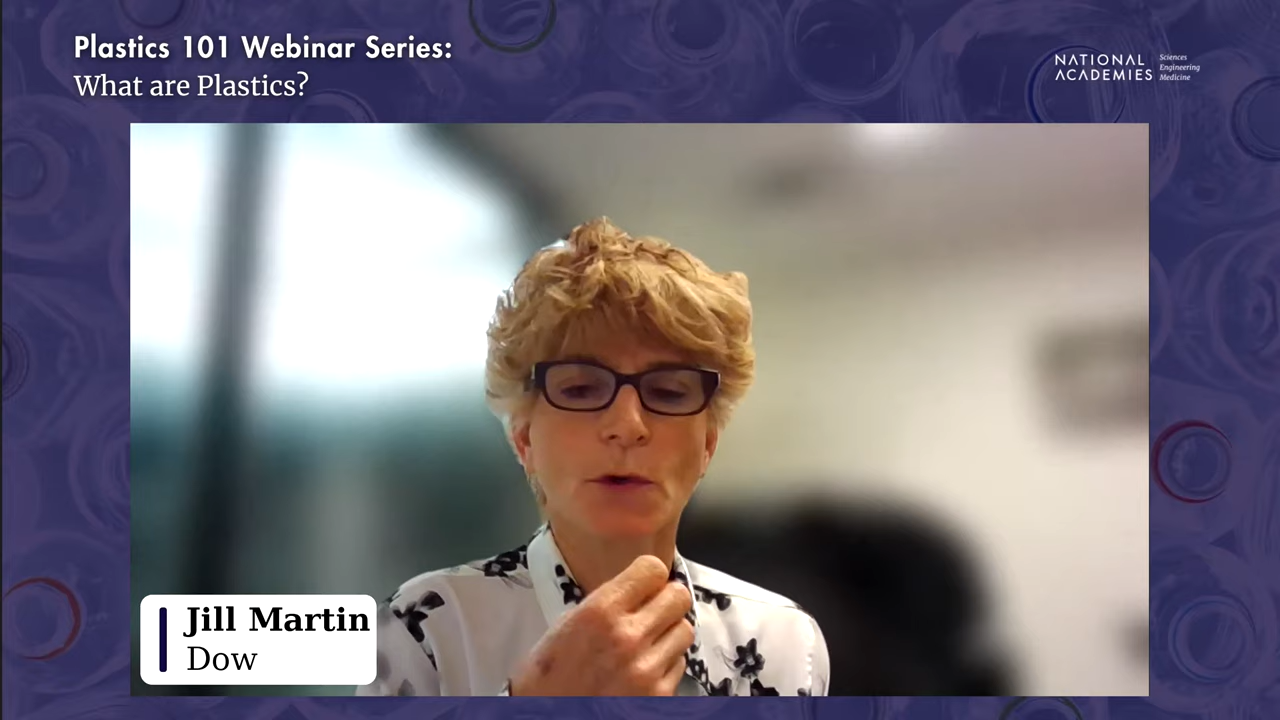 Plastics 101 Webinar Series:
What are Plastics?
NATIONAL
ACADEMIES
Sciences
Engineering
Medicine
Jill Martin
Dow